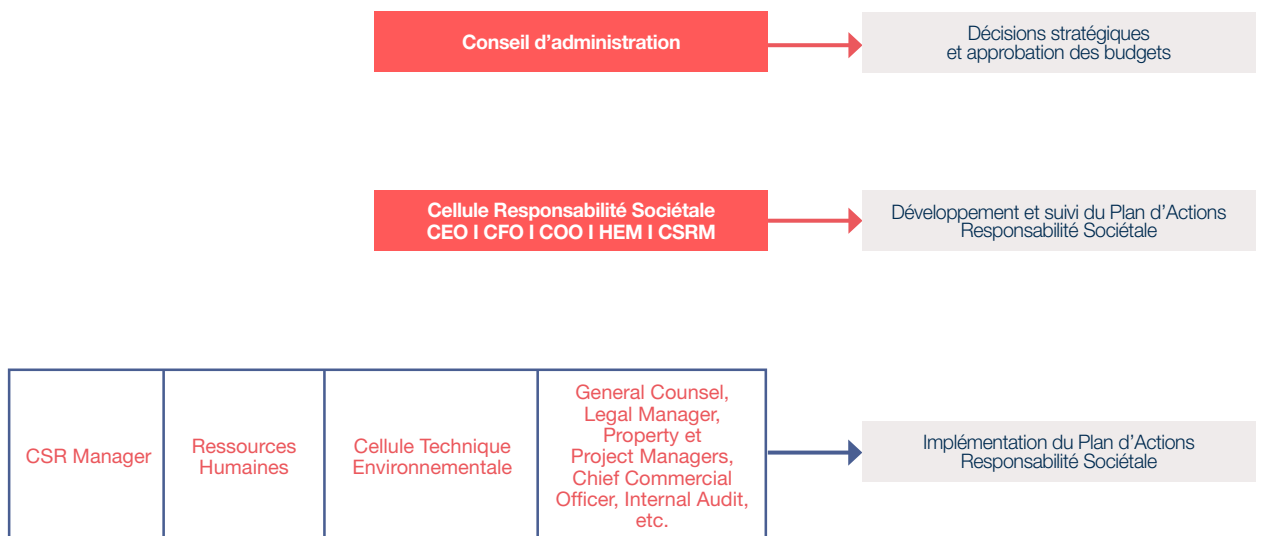 Conseil d’administration
Décisions stratégiques
et approbation des budgets
Cellule Responsabilité Sociétale
CEO I CFO I COO I HEM I CSRM
Développement et suivi du Plan d’Actions
Responsabilité Sociétale
CSR Manager
Ressources
Humaines
Cellule Technique
Environnementale
General Counsel,
Legal Manager,
Property et
Project Managers,
Chief Commercial
Officer, Internal Audit,
etc.
Implémentation du Plan d’Actions
Responsabilité Sociétale